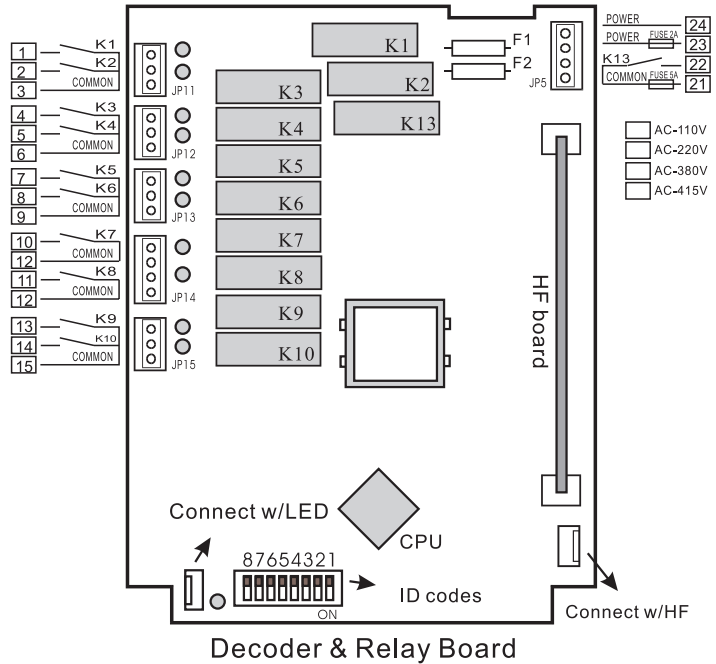 1 K1
2 K2
3 COMMON
JP11
4 K3
5 K4
6 COMMON
JP12
7 K5
8 K6
9 COMMON
JP13
10 K7
12 COMMON
11 K8
12 COMMON
JP14
13 K9
14 K10
15 COMMON
JP15
K1
K2
K13
K3
K4
K5
K6
K7
K8
K9
K10
F1
F2
JP5
POWER 24
POWER FUSE 2A 23
K13 22
COMMON FUSE 5A 21
AC-110V
AC-220V
AC-380V
AC-415V
HF board
CPU
Connect w/LED
87654321
ON
ID codes
Connect w/HF
Decoder & Relay Board